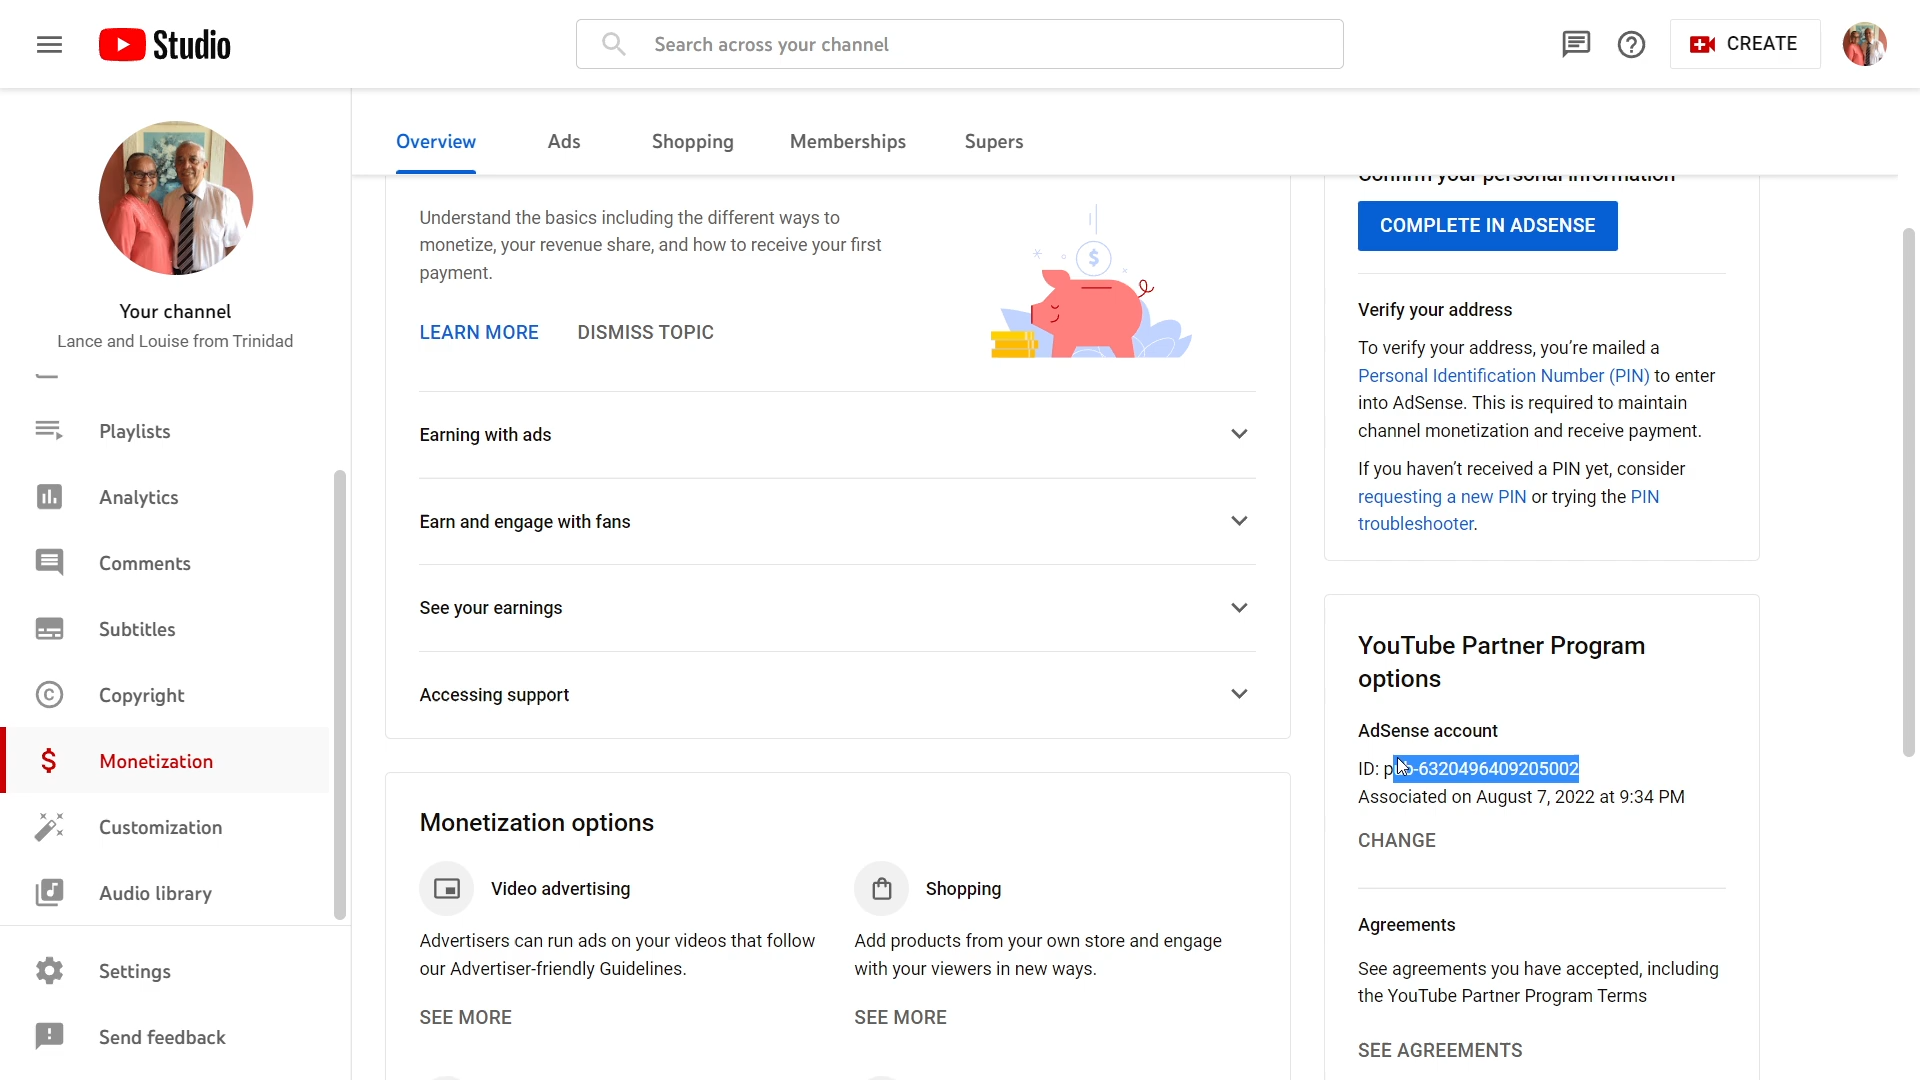 Studio
Search across your channel
CREATE
Your channel
Lance and Louise from Trinidad
Playlists
Analytics
Comments
Subtitles
Copyright
Monetization
Customization
Audio library
Settings
Send feedback
Overview
Ads
Shopping
Memberships
Supers
Understand the basics including the different ways to
monetize, your revenue share, and how to receive your first
payment.
LEARN MORE
DISMISS TOPIC
Earning with ads
Earn and engage with fans
See your earnings
Accessing support
Monetization options
Video advertising
Advertisers can run ads on your videos that follow
our Advertiser-friendly Guidelines.
SEE MORE
Shopping
Add products from your own store and engage
with your viewers in new ways.
SEE MORE
Confirm your personal information
COMPLETE IN ADSENSE
Verify your address
To verify your address, you're mailed a
Personal Identification Number (PIN) to enter
into AdSense. This is required to maintain
channel monetization and receive payment.
If you haven't received a PIN yet, consider
requesting a new PIN or trying the PIN
troubleshooter.
YouTube Partner Program
options
AdSense account
ID: pub-6320496409205002
Associated on August 7, 2022 at 9:34 PM
CHANGE
Agreements
See agreements you have accepted, including
the YouTube Partner Program Terms
SEE AGREEMENTS